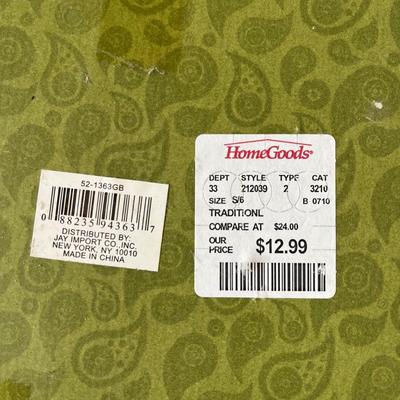 52-1363GB
0 88235 94363 7
DISTRIBUTED BY:
JAY IMPORT CO.,INC.
NEW YORK, NY 10010
MADE IN CHINA
HomeGoods
DEPT STYLE TYPE CAT
33 212039 2 3210
SIZE S/6 B 0710
TRADITIONL
COMPARE AT $24.00
OUR PRICE $12.99